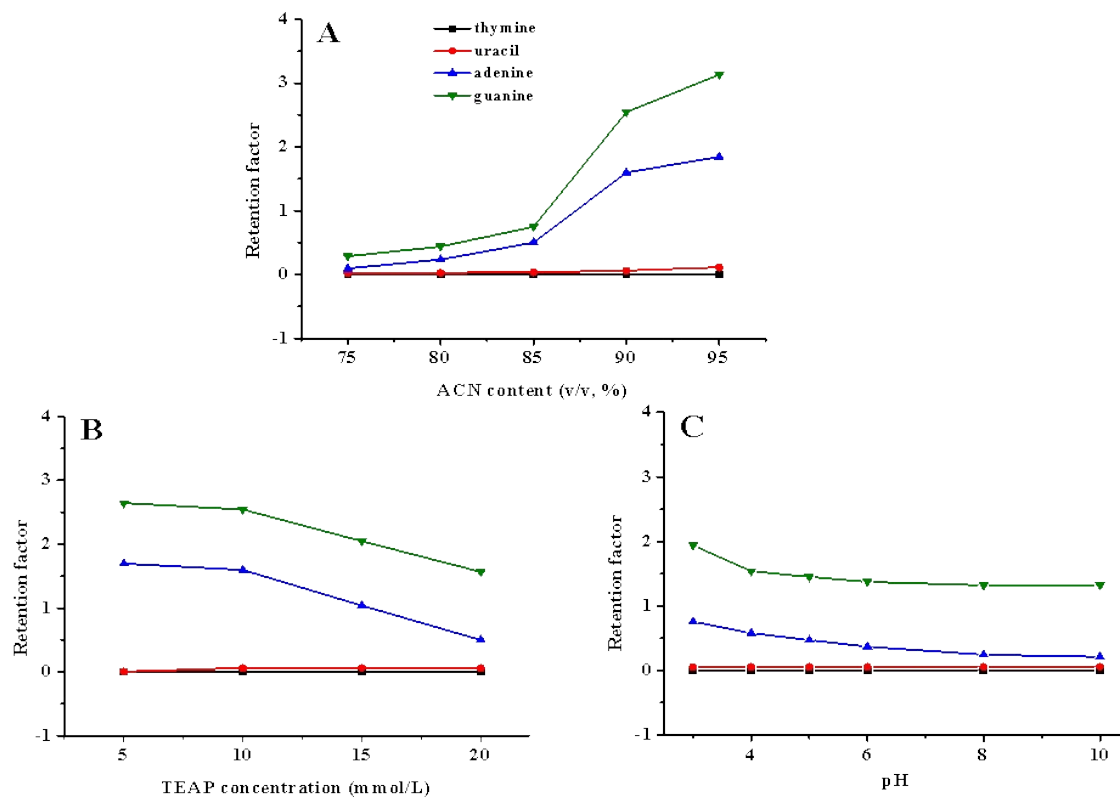 A
thymine
uracil
adenine
guanine
4
3
2
1
0
-1
Retention factor
75 80 85 90 95
ACN content (v/v, %)
B
4
3
2
1
0
-1
Retention factor
5 10 15 20
TEAP concentration (mmol/L)
C
4
3
2
1
0
-1
Retention factor
4 6 8 10
pH